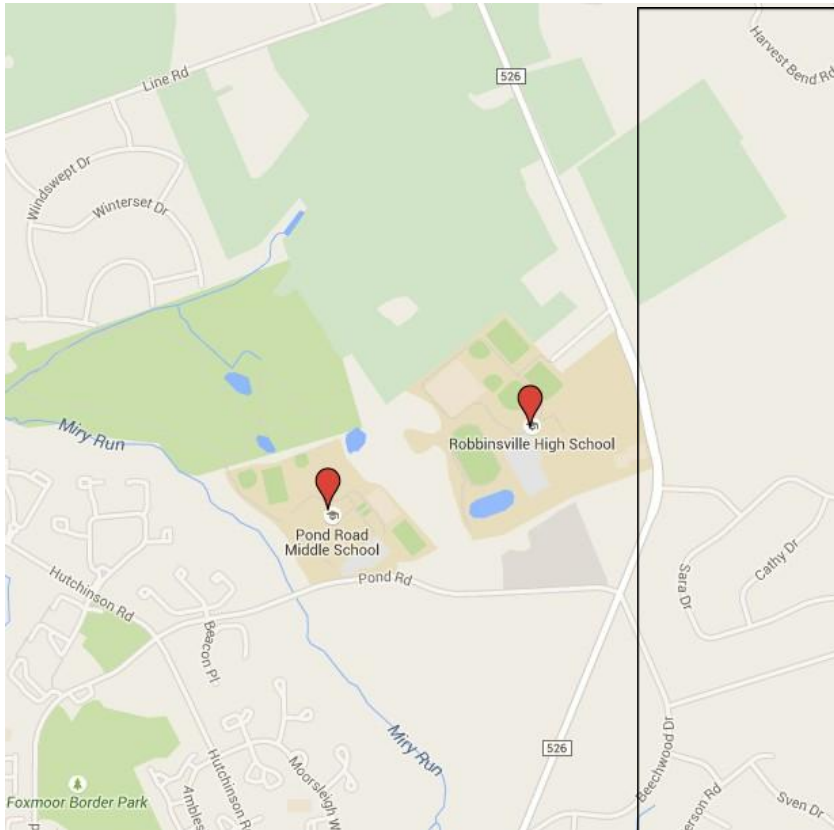 Harvest Bend Rd
526
Line Rd
Windswept Dr
Winterset Dr
Miry Run
Robbinsville High School
Pond Road
Middle School
Pond Rd
Hutchinson Rd
Beacon Pl
Sara Dr
Cathy Dr
Miry Run
526
Beechwood Dr
Hutchinson R
Moorsleigh W
Foxmoor Border Park
Ambles
erson Rd
Sven Dr